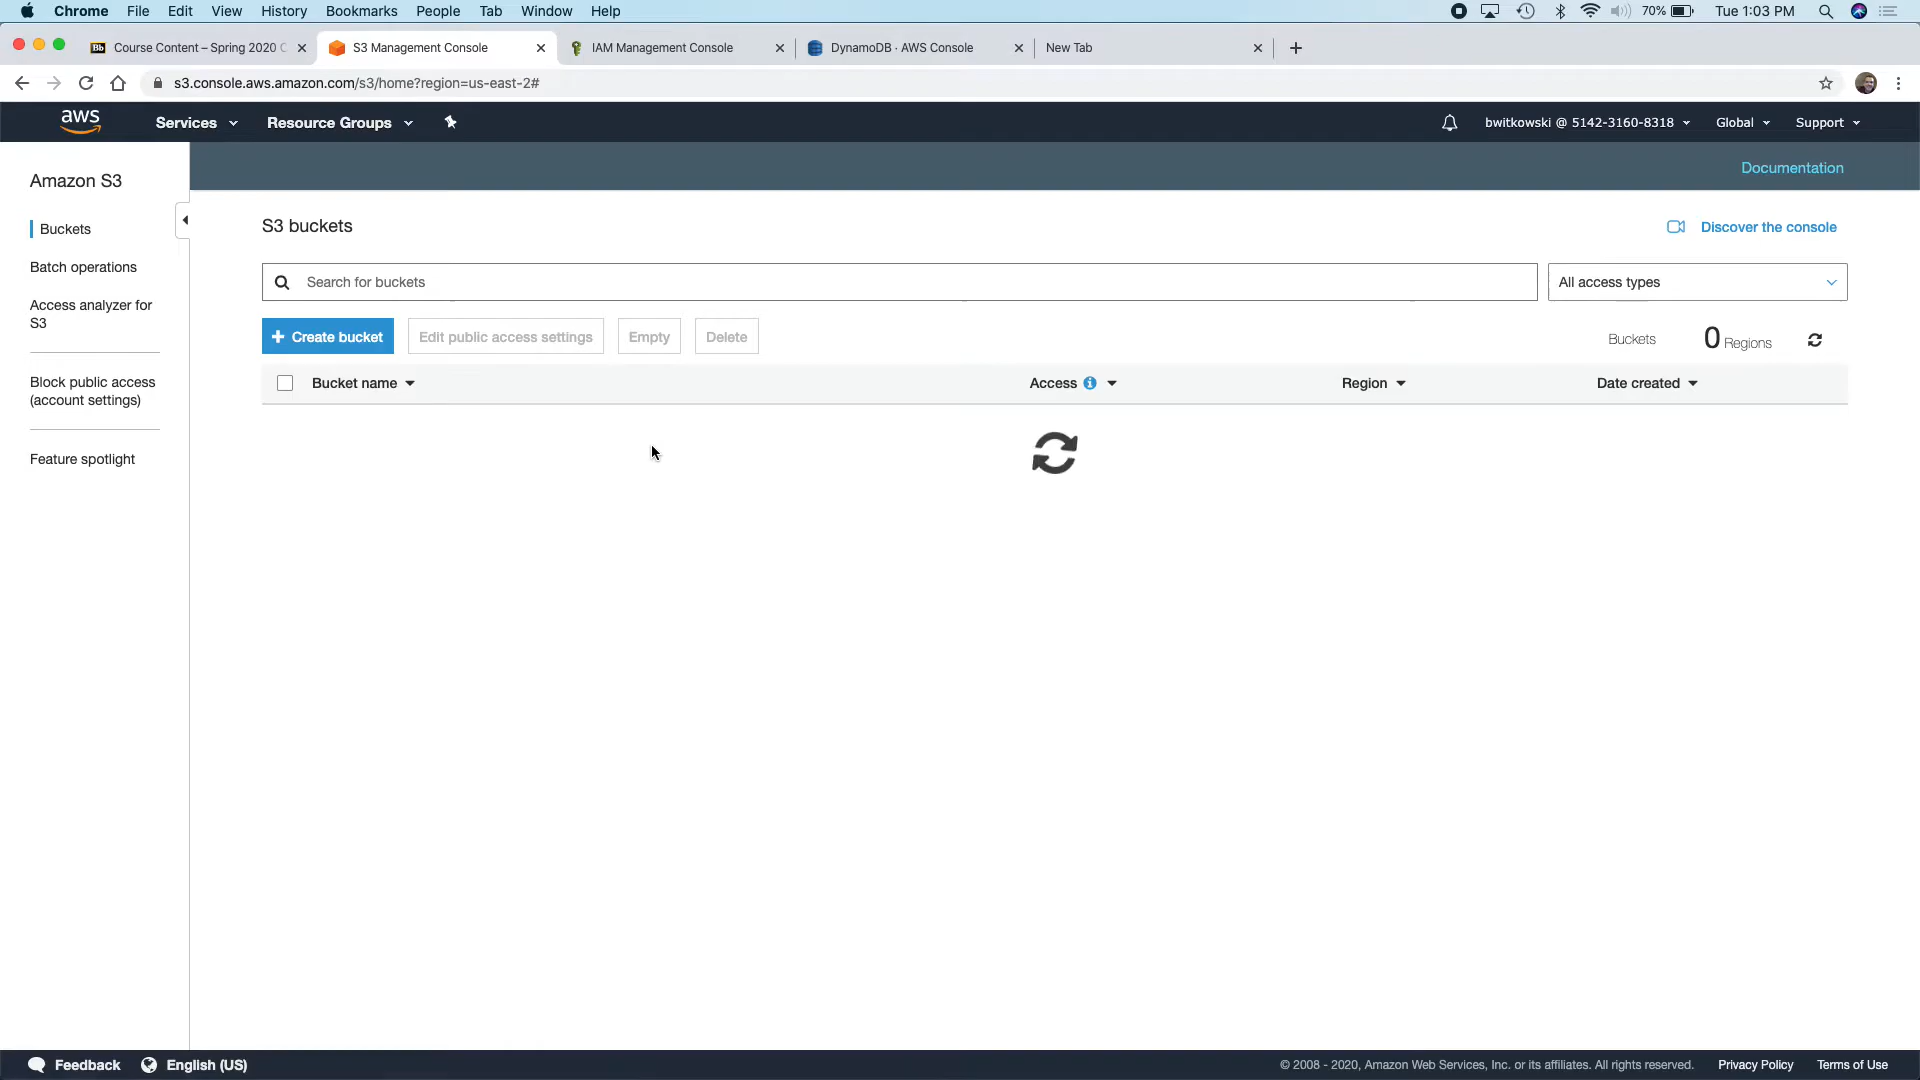 Chrome File Edit View History Bookmarks People Tab Window Help 70% Tue 1:03 PM
Bb Course Content – Spring 2020 C S3 Management Console IAM Management Console DynamoDB · AWS Console New Tab
s3.console.aws.amazon.com/s3/home?region=us-east-2#
aws Services Resource Groups bwitkowski @ 5142-3160-8318 Global Support
Documentation
Amazon S3
Buckets
Batch operations
Access analyzer for
S3
Block public access
(account settings)
Feature spotlight
S3 buckets
Discover the console
Search for buckets
All access types
Create bucket Edit public access settings Empty Delete
Buckets 0 Regions
Bucket name Access Region Date created
Feedback English (US)
© 2008 - 2020, Amazon Web Services, Inc. or its affiliates. All rights reserved. Privacy Policy Terms of Use